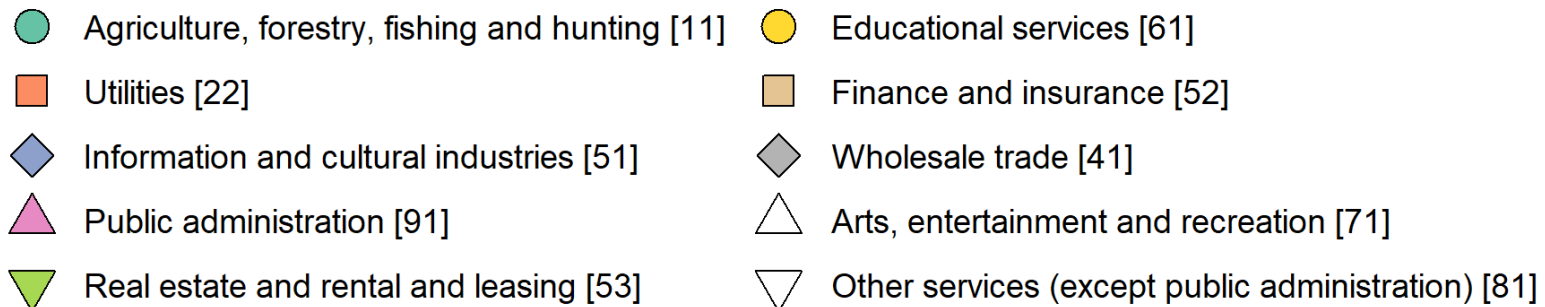 Agriculture, forestry, fishing and hunting [11]
Utilities [22]
Information and cultural industries [51]
Public administration [91]
Real estate and rental and leasing [53]
Educational services [61]
Finance and insurance [52]
Wholesale trade [41]
Arts, entertainment and recreation [71]
Other services (except public administration) [81]